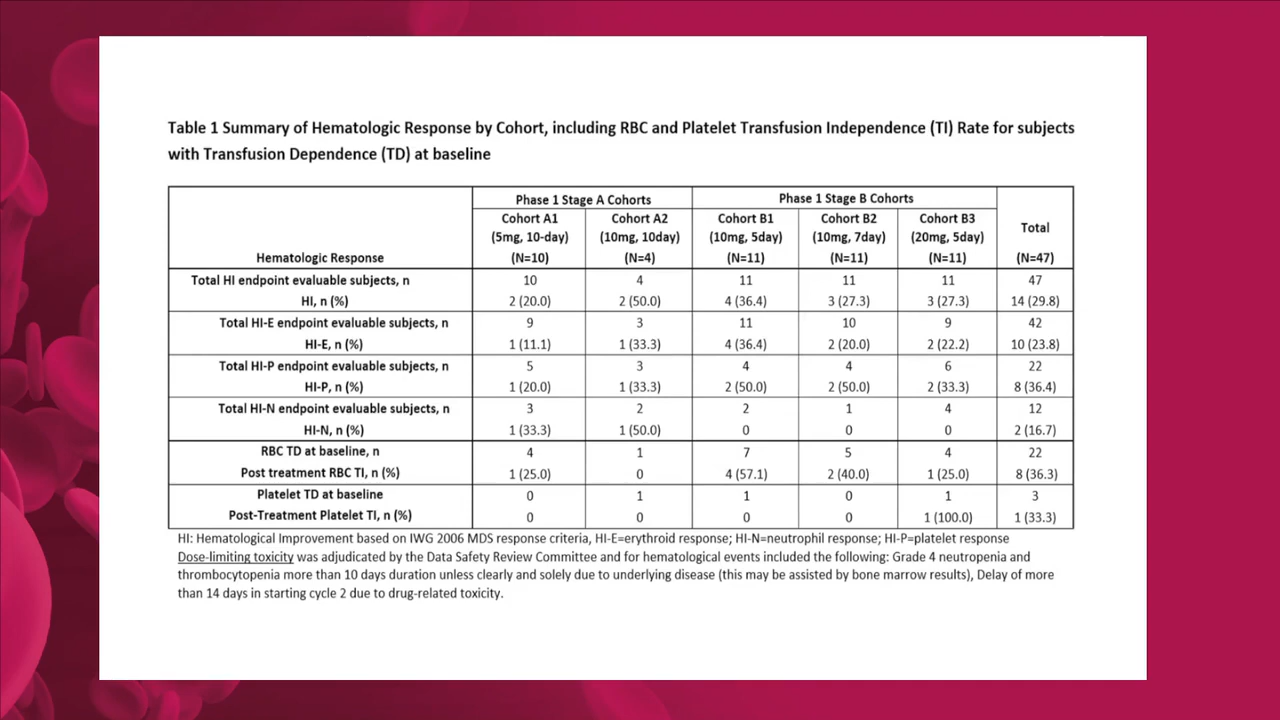 Table 1 Summary of Hematologic Response by Cohort, including RBC and Platelet Transfusion Independence (TI) Rate for subjects
with Transfusion Dependence (TD) at baseline
Phase 1 Stage A Cohorts Phase 1 Stage B Cohorts
Cohort A1 Cohort A2 Cohort B1 Cohort B2 Cohort B3 Total
(5mg, 10-day) (10mg, 10day) (10mg, 5day) (10mg, 7day) (20mg, 5day)
Hematologic Response (N=10) (N=4) (N=11) (N=11) (N=11) (N=47)
Total HI endpoint evaluable subjects, n 10 4 11 11 11 47
HI, n (%) 2 (20.0) 2 (50.0) 4 (36.4) 3 (27.3) 3 (27.3) 14 (29.8)
Total HI-E endpoint evaluable subjects, n 9 3 11 10 9 42
HI-E, n (%) 1 (11.1) 1 (33.3) 4 (36.4) 2 (20.0) 2 (22.2) 10 (23.8)
Total HI-P endpoint evaluable subjects, n 5 3 4 4 6 22
HI-P, n (%) 1 (20.0) 1 (33.3) 2 (50.0) 2 (50.0) 2 (33.3) 8 (36.4)
Total HI-N endpoint evaluable subjects, n 3 2 2 1 4 12
HI-N, n (%) 1 (33.3) 1 (50.0) 0 0 0 2 (16.7)
RBC TD at baseline, n 4 1 7 5 4 22
Post treatment RBC TI, n (%) 1 (25.0) 0 4 (57.1) 2 (40.0) 1 (25.0) 8 (36.3)
Platelet TD at baseline 0 1 1 0 1 3
Post-Treatment Platelet TI, n (%) 0 0 0 0 1 (100.0) 1 (33.3)
HI: Hematological Improvement based on IWG 2006 MDS response criteria, HI-E=erythroid response; HI-N=neutrophil response; HI-P=platelet response
Dose-limiting toxicity was adjudicated by the Data Safety Review Committee and for hematological events included the following: Grade 4 neutropenia and
thrombocytopenia more than 10 days duration unless clearly and solely due to underlying disease (this may be assisted by bone marrow results), Delay of more
than 14 days in starting cycle 2 due to drug-related toxicity.